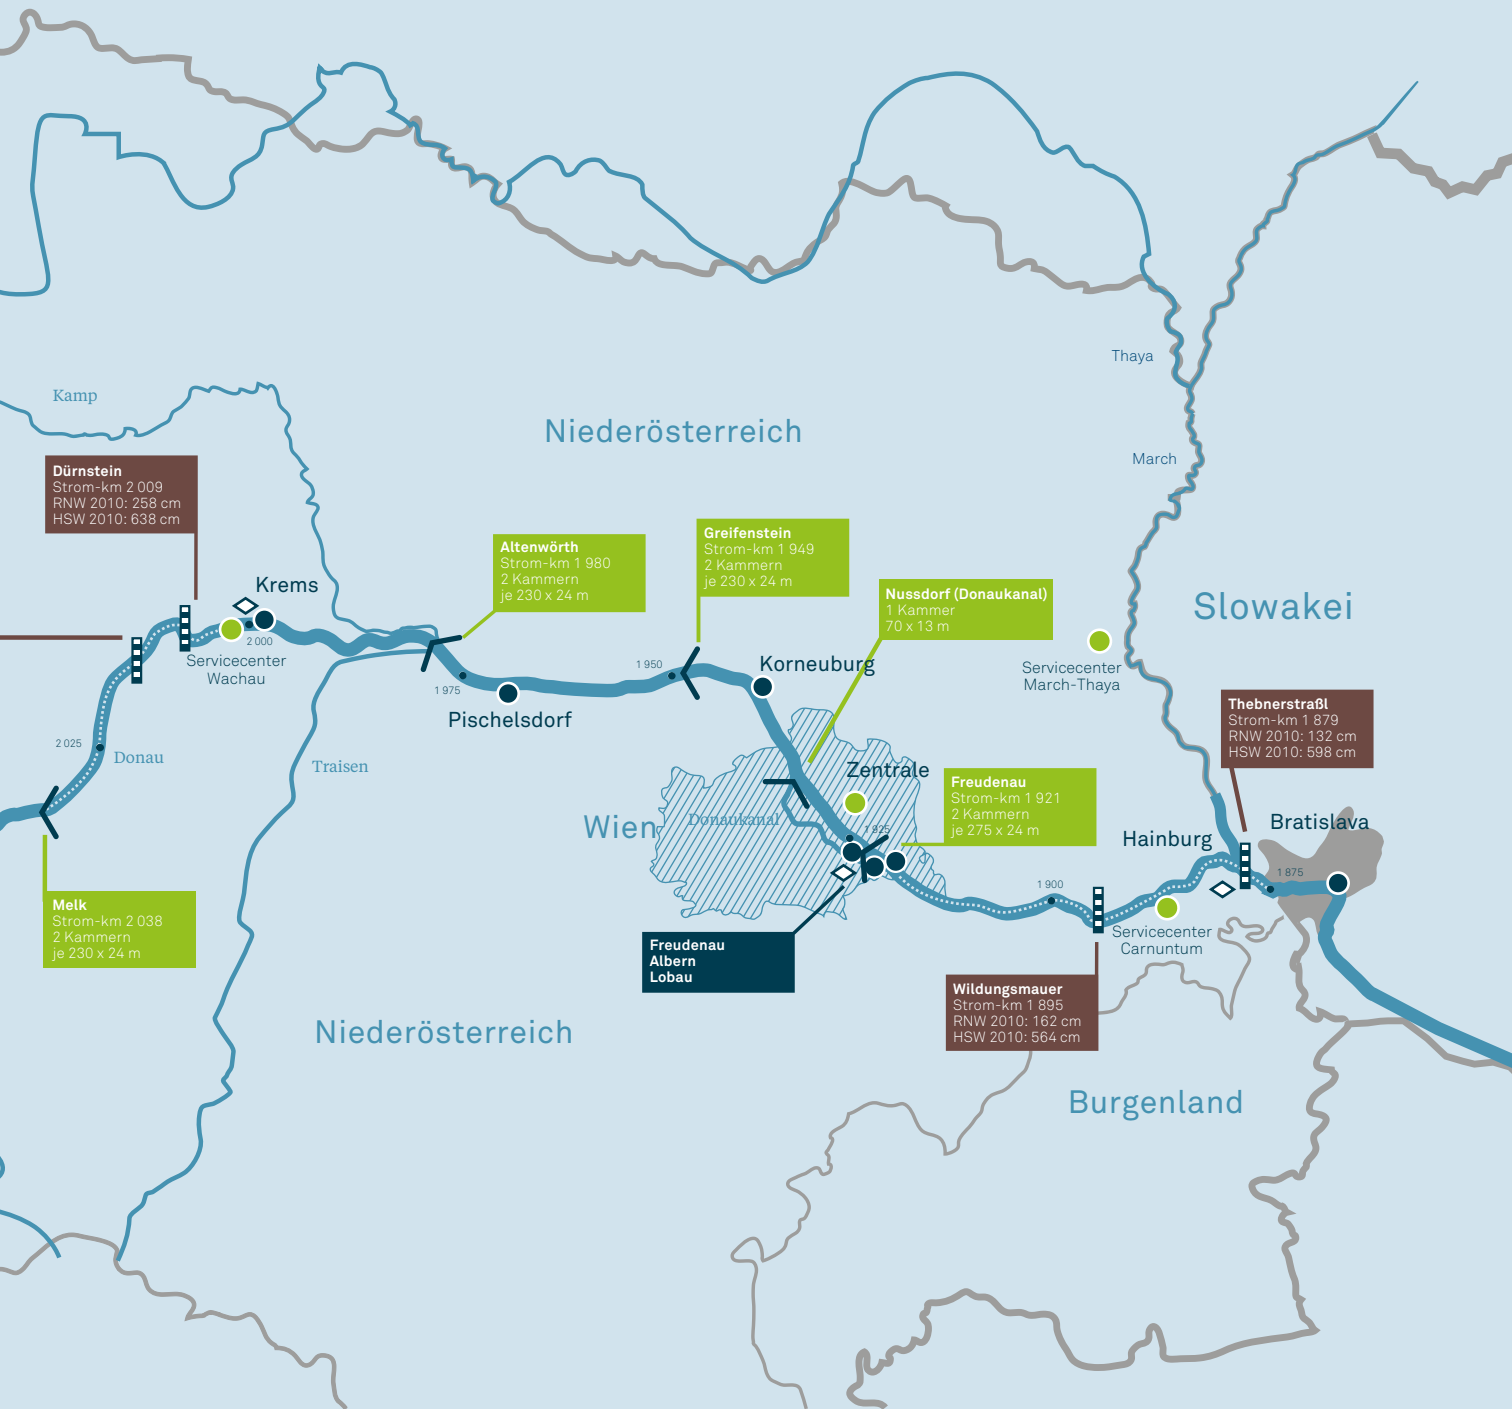 Thaya
Kamp
Niederösterreich
March
Dürnstein
Strom-km 2 009
RNW 2010: 258 cm
HSW 2010: 638 cm
Altenwörth
Strom-km 1 980
2 Kammern
je 230 x 24 m
Greifenstein
Strom-km 1 949
2 Kammern
je 230 x 24 m
Nussdorf (Donaukanal)
1 Kammer
70 x 13 m
Krems
2 000
Servicecenter
Wachau
Slowakei
Servicecenter
March-Thaya
1 950
Korneuburg
1 975
Pischelsdorf
Thebnerstraßl
Strom-km 1 879
RNW 2010: 132 cm
HSW 2010: 598 cm
2 025
Donau
Traisen
Zentrale
Freudenau
Strom-km 1 921
2 Kammern
je 275 x 24 m
Wien
Donaukanal
1 925
Hainburg
Bratislava
1 875
1 900
Melk
Strom-km 2 038
2 Kammern
je 230 x 24 m
Freudenau
Albern
Lobau
Servicecenter
Carnuntum
Wildungsmauer
Strom-km 1 895
RNW 2010: 162 cm
HSW 2010: 564 cm
Niederösterreich
Burgenland